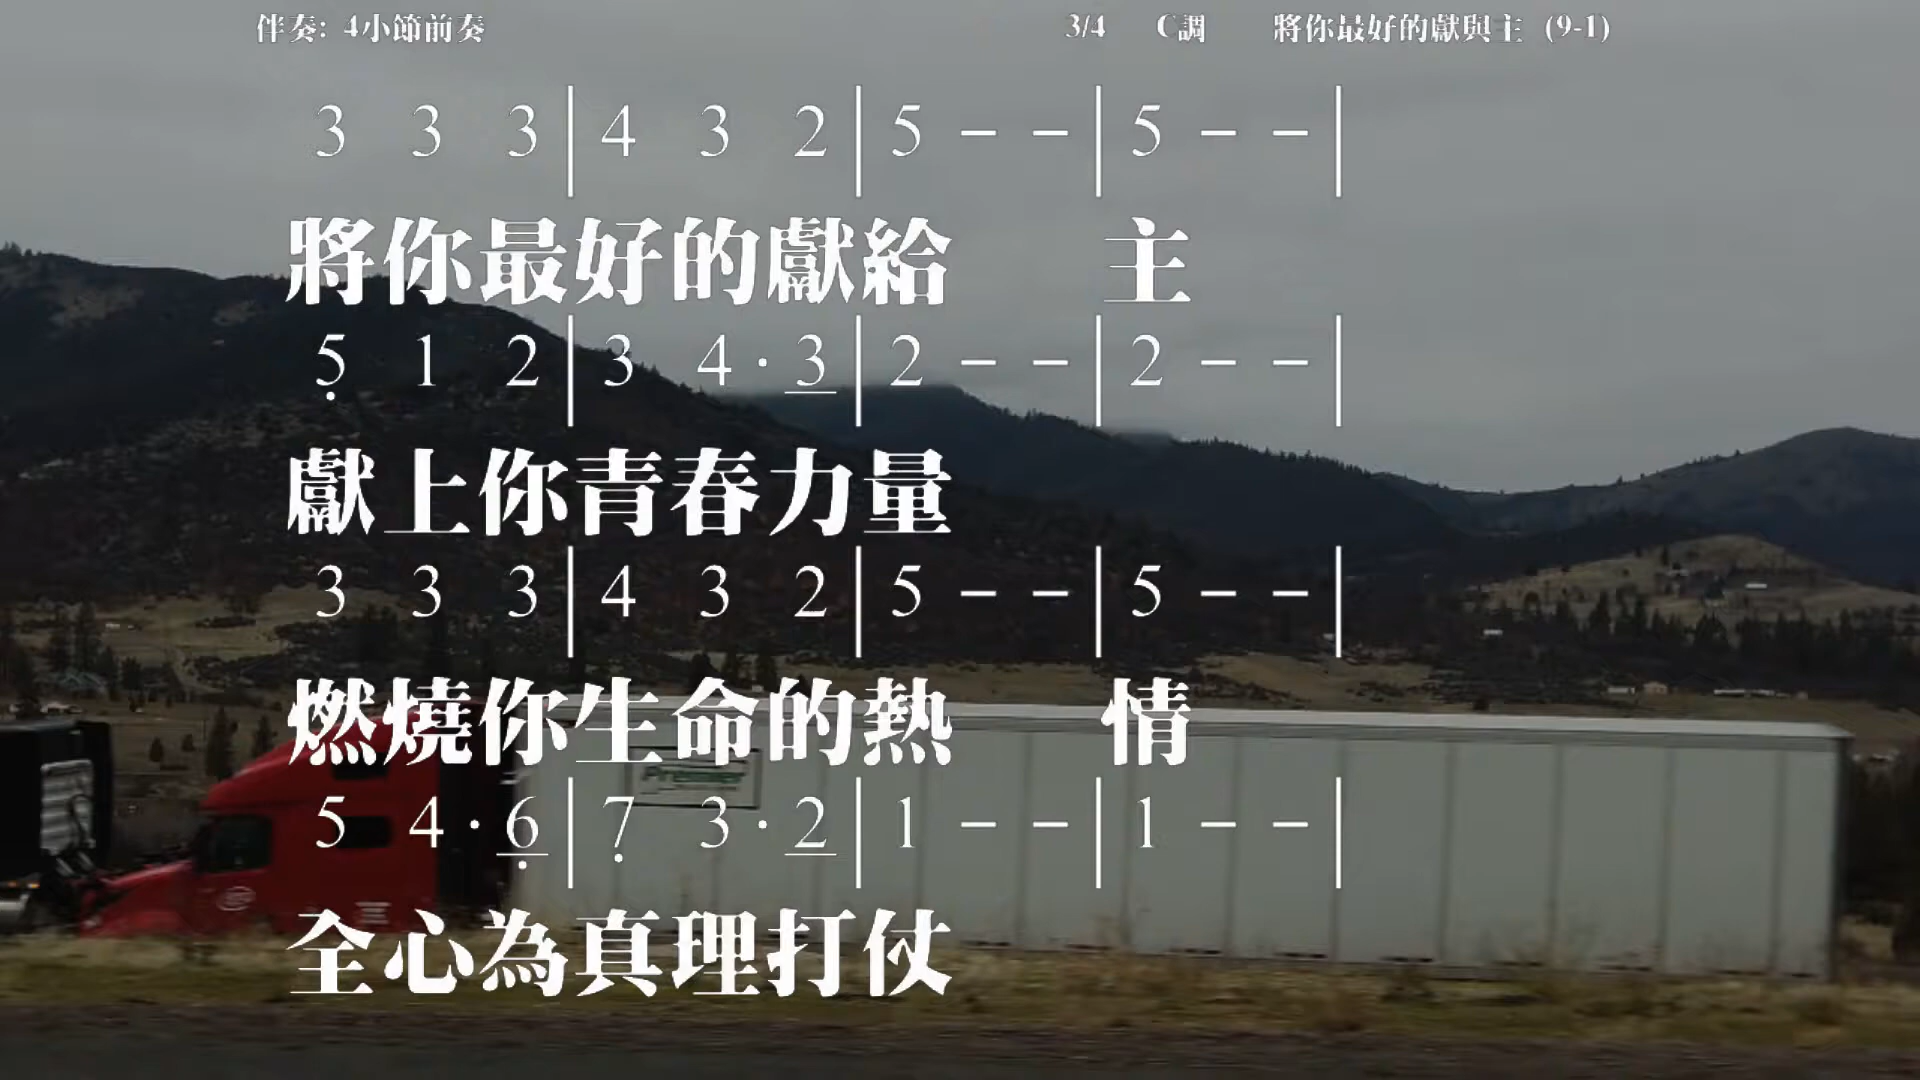 伴奏: 4小節前奏 3/4 C調 將你最好的獻與主 (9-1)
3 3 3 | 4 3 2 | 5 - - | 5 - - |
將你最好的獻給 主
5̣ 1 2 | 3 4 · 3̲ | 2 - - | 2 - - |
獻上你青春力量
3 3 3 | 4 3 2 | 5 - - | 5 - - |
燃燒你生命的熱 情
Premier
5 4 · 6̣̲ | 7̣ 3 · 2̲ | 1 - - | 1 - - |
全心為真理打仗